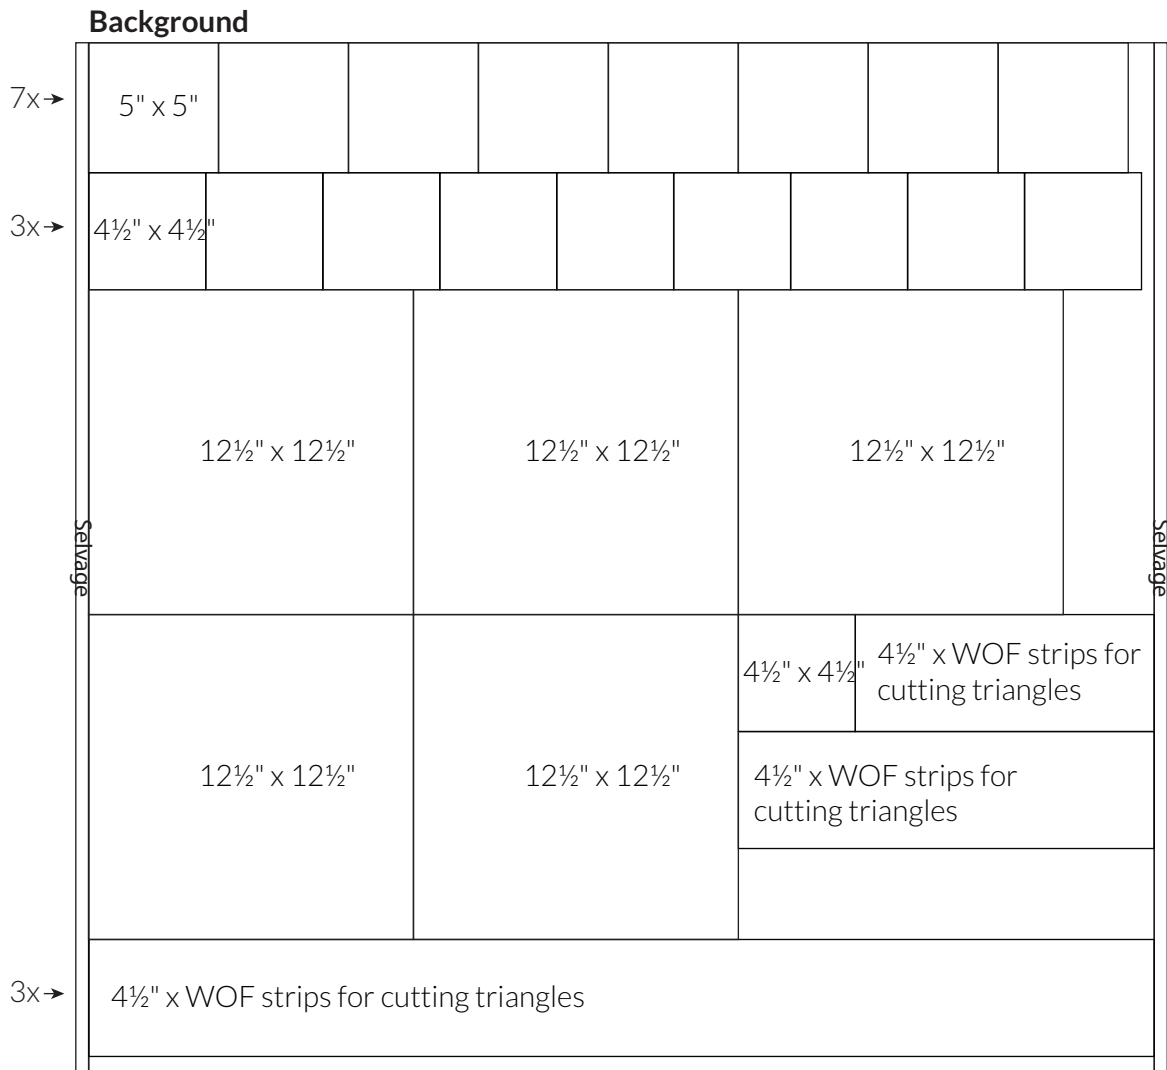 Background
7x
5" x 5"
3x
4½" x 4½"
12½" x 12½"
12½" x 12½"
12½" x 12½"
Selvage
Selvage
4½" x 4½"
4½" x WOF strips for
cutting triangles
12½" x 12½"
12½" x 12½"
4½" x WOF strips for
cutting triangles
3x
4½" x WOF strips for cutting triangles